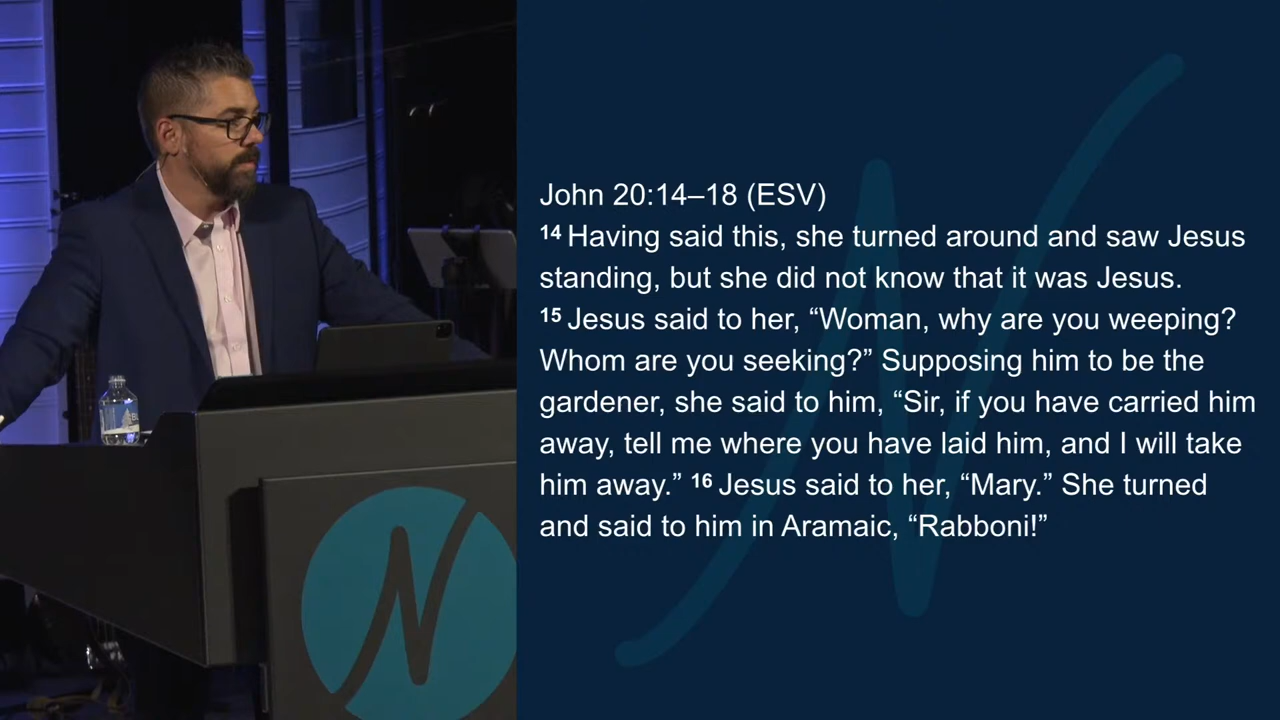 John 20:14–18 (ESV)
14 Having said this, she turned around and saw Jesus
standing, but she did not know that it was Jesus.
15 Jesus said to her, “Woman, why are you weeping?
Whom are you seeking?” Supposing him to be the
gardener, she said to him, “Sir, if you have carried him
away, tell me where you have laid him, and I will take
him away.” 16 Jesus said to her, “Mary.” She turned
and said to him in Aramaic, “Rabboni!”
N